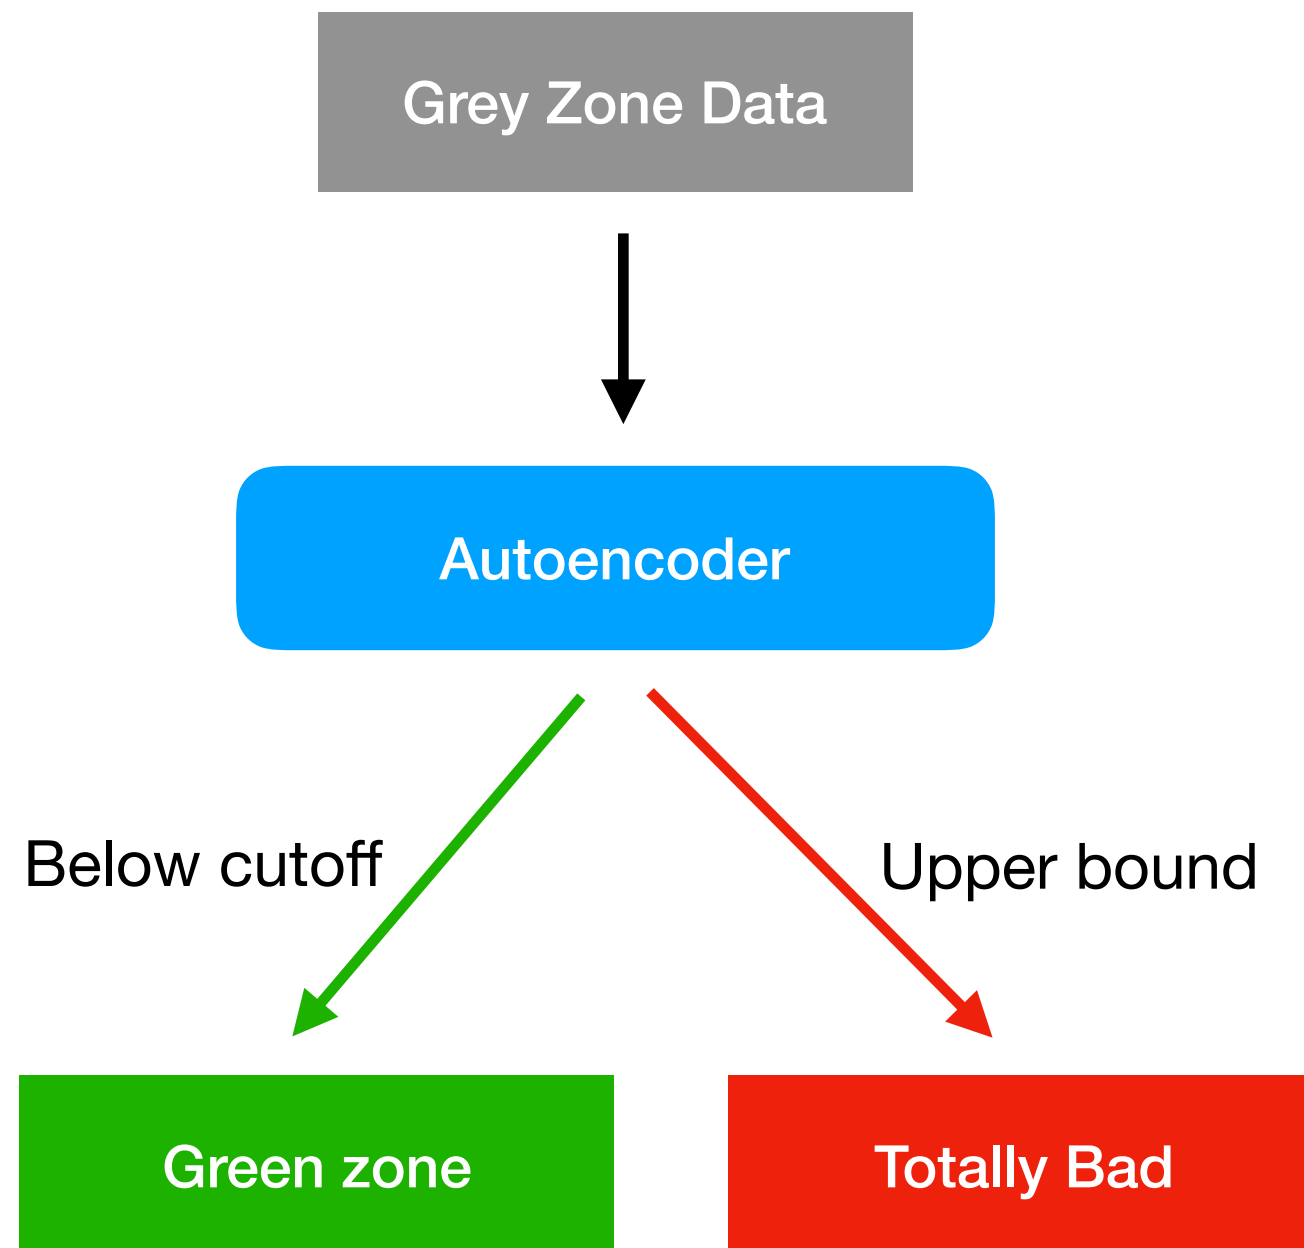 Grey Zone Data
Autoencoder
Below cutoff
Upper bound
Green zone
Totally Bad